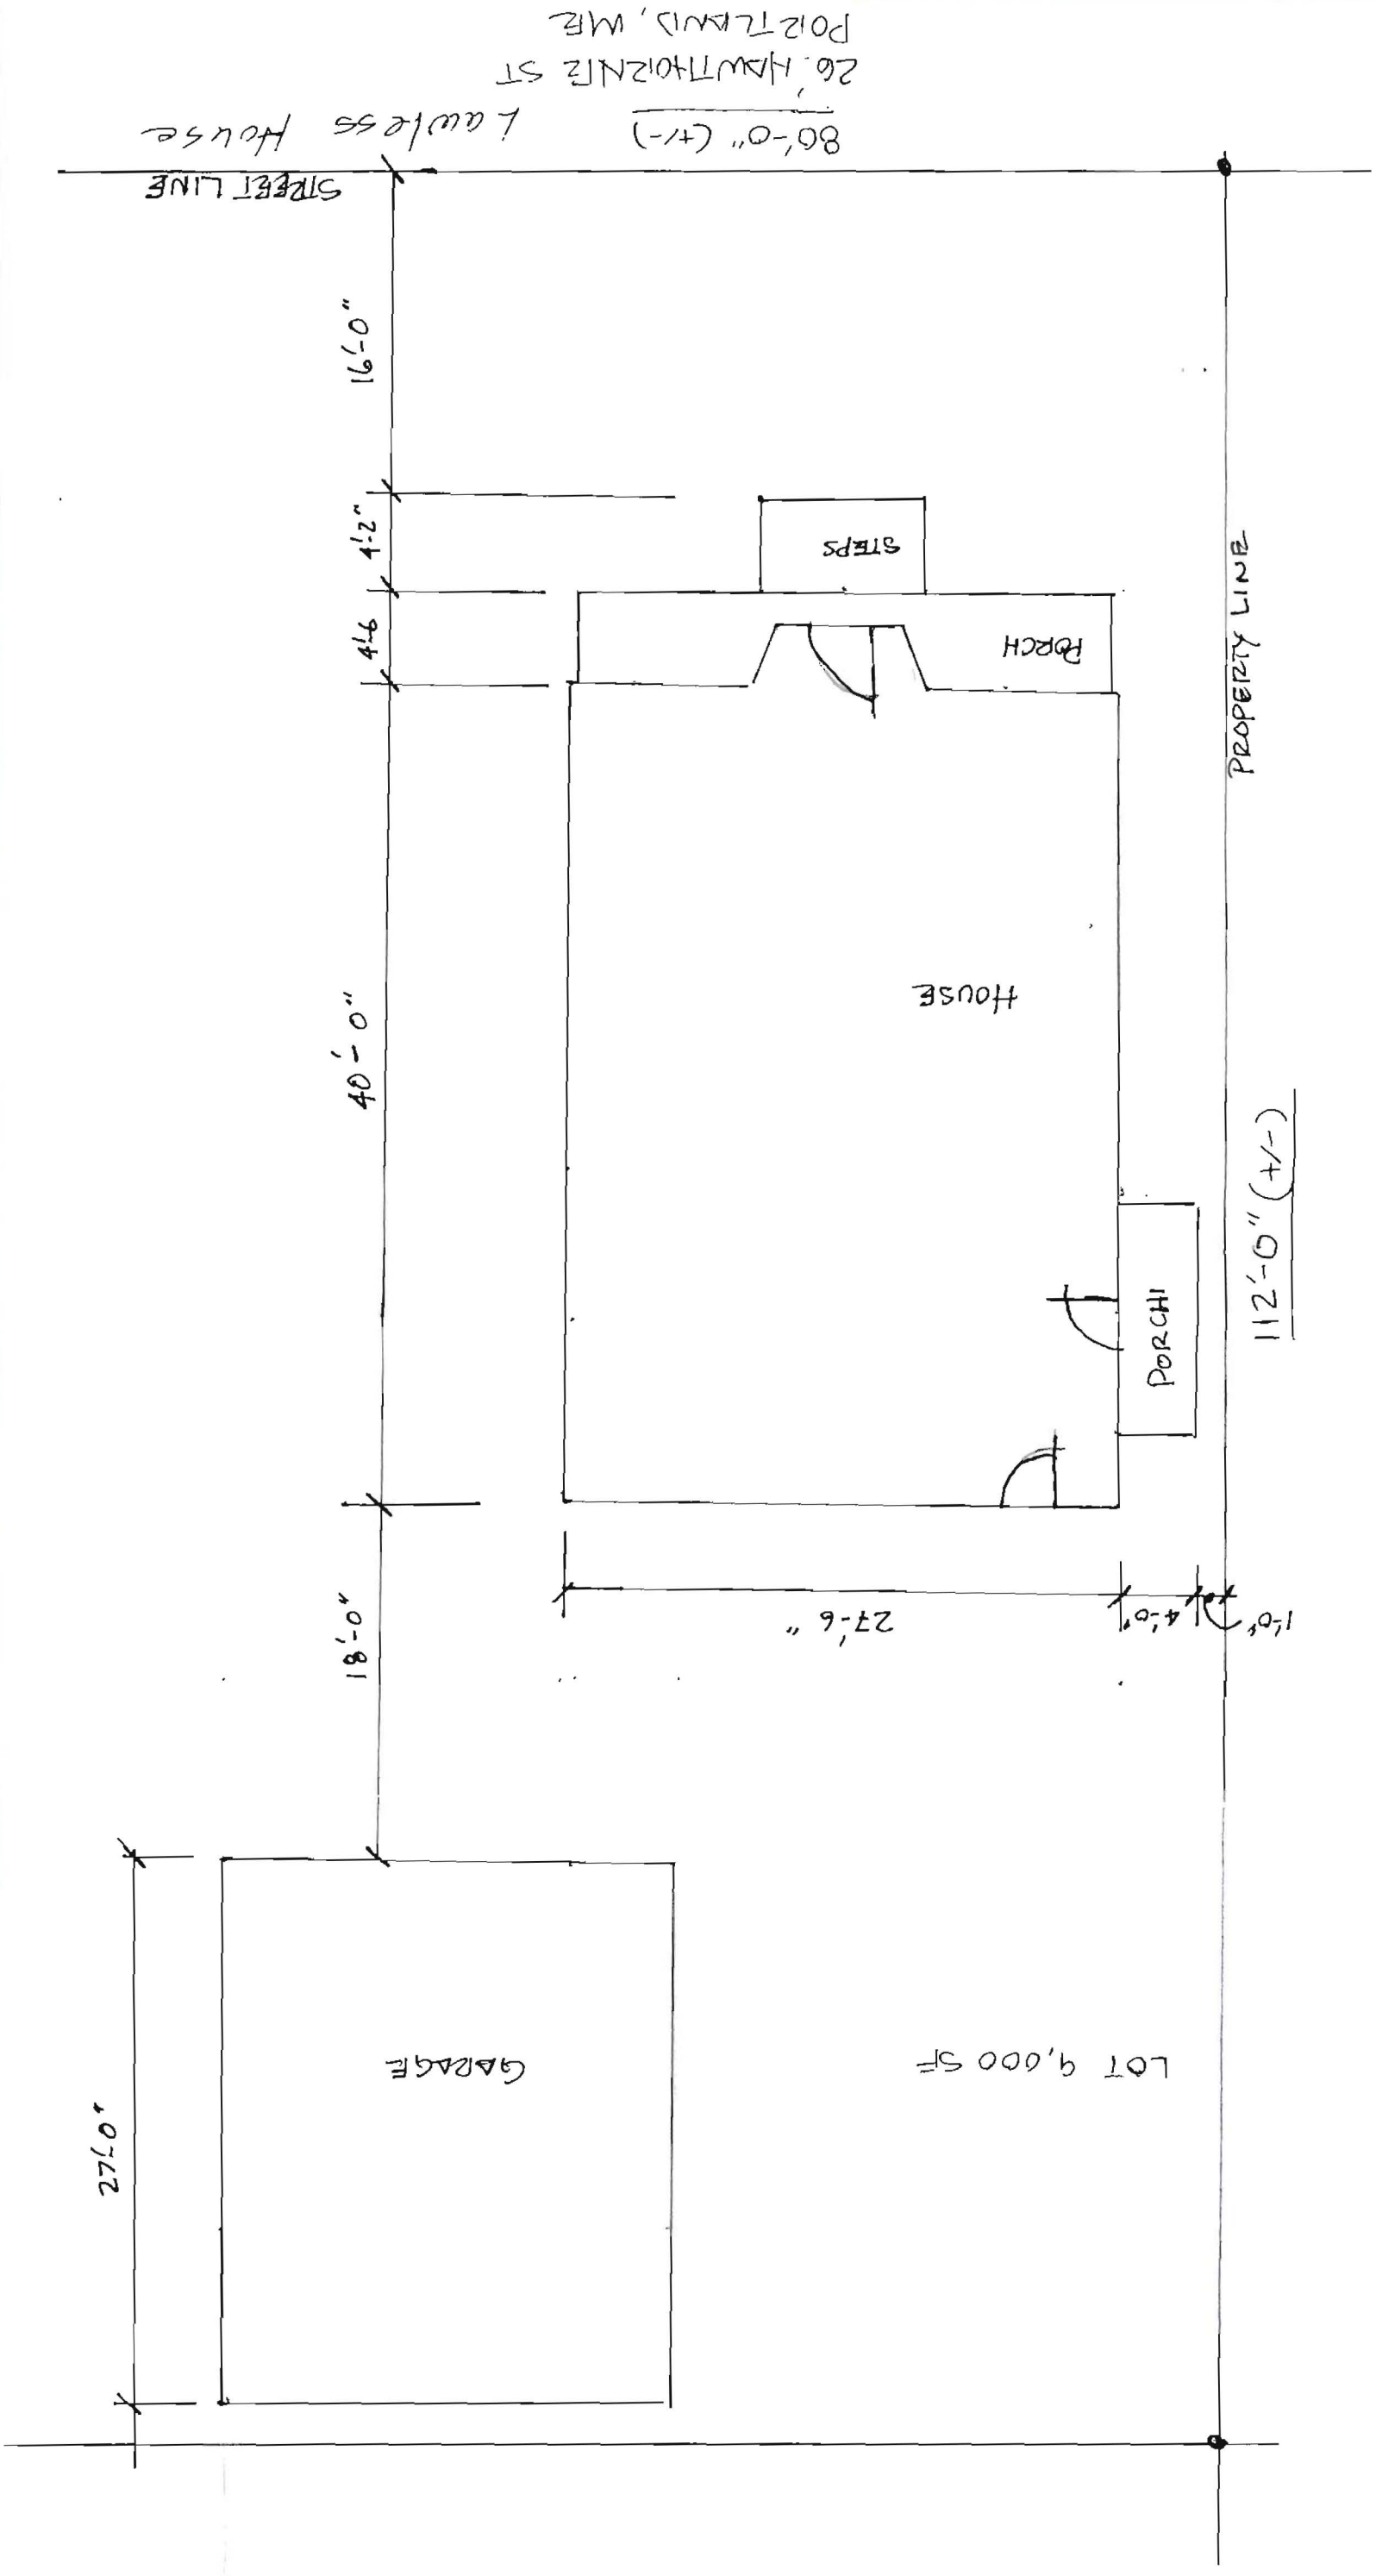 Lawless House
80'-0" (+/-)
26 HAWTHORNE ST
PORTLAND, ME
STREET LINE
16'-0"
4'-2"
STEPS
4'-6
PORCH
PROPERTY LINE
HOUSE
40'-0"
112'-0" (+/-)
PORCH
27'-6"
4'-0"
1'-0"
18'-0"
GARAGE
LOT 9,000 SF
27'-0"